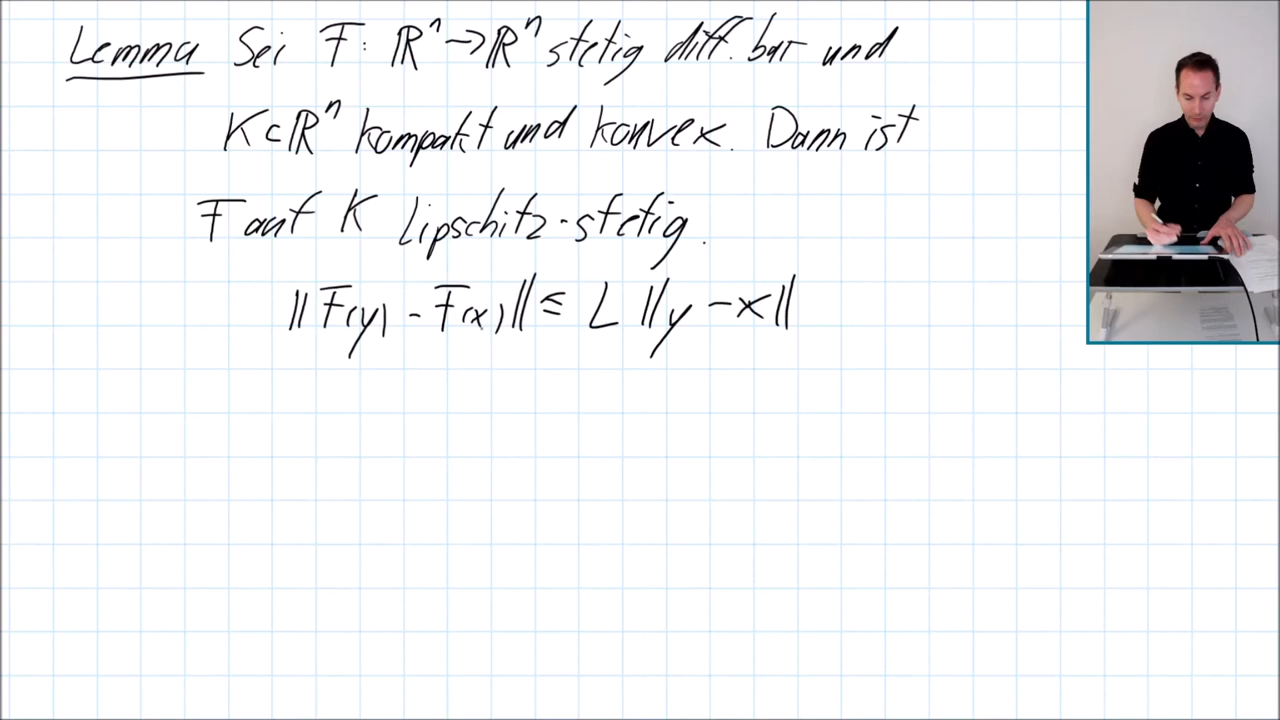 Lemma Sei F: ℝⁿ→ℝⁿ stetig diff.bar und
K⊂ℝⁿ kompakt und konvex. Dann ist
F auf K Lipschitz-stetig.
||F(y) - F(x)|| ≤ L ||y - x||